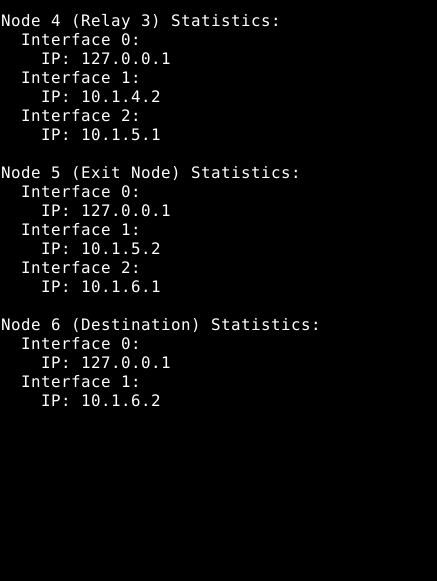 Node 4 (Relay 3) Statistics:
  Interface 0:
    IP: 127.0.0.1
  Interface 1:
    IP: 10.1.4.2
  Interface 2:
    IP: 10.1.5.1

Node 5 (Exit Node) Statistics:
  Interface 0:
    IP: 127.0.0.1
  Interface 1:
    IP: 10.1.5.2
  Interface 2:
    IP: 10.1.6.1

Node 6 (Destination) Statistics:
  Interface 0:
    IP: 127.0.0.1
  Interface 1:
    IP: 10.1.6.2